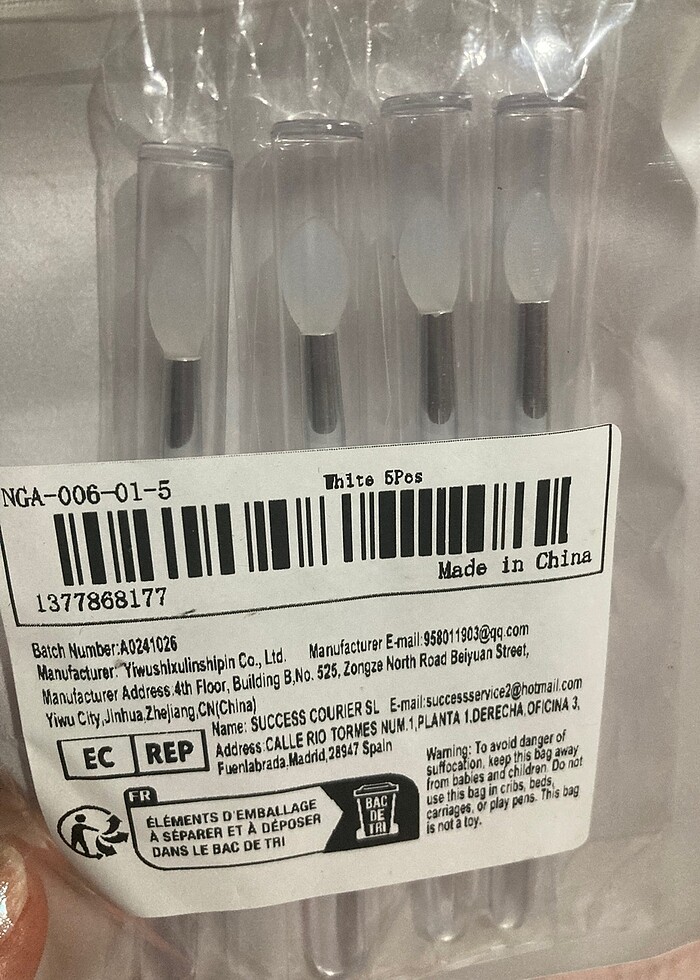 NGA-006-01-5
White 5Pcs
Made in China
1377868177
Batch Number:A0241026
Manufacturer: Yiwushixulinshipin Co., Ltd. Manufacturer E-mail:958011903@qq.com
Manufacturer Address:4th Floor, Building B,No. 525, Zongze North Road Beiyuan Street,
Yiwu City,Jinhua,Zhejiang,CN(China)
EC REP
Name: SUCCESS COURIER SL E-mail:successservice2@hotmail.com
Address:CALLE RIO TORMES NUM.1,PLANTA 1.DERECHA,OFICINA 3,
Fuenlabrada,Madrid,28947 Spain
FR
ÉLÉMENTS D'EMBALLAGE
À SÉPARER ET À DÉPOSER
DANS LE BAC DE TRI
BAC
DE
TRI
Warning: To avoid danger of
suffocation, keep this bag away
from babies and children. Do not
use this bag in cribs, beds,
carriages, or play pens. This bag
is not a toy.